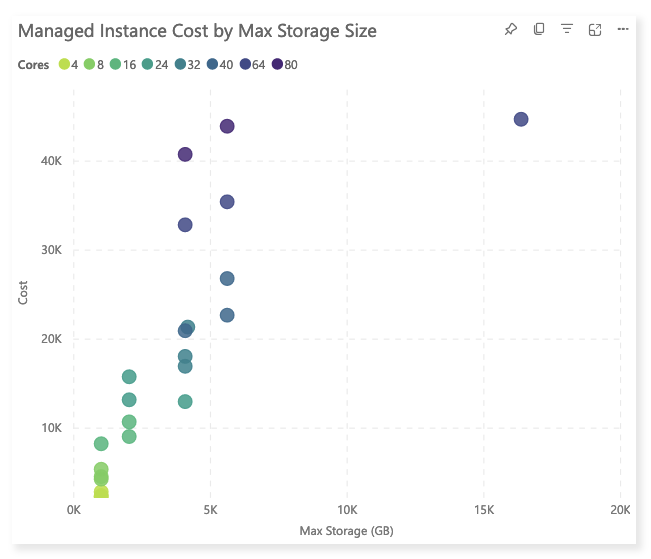 Managed Instance Cost by Max Storage Size
Cores 4 8 16 24 32 40 64 80
40K
30K
Cost
20K
10K
0K 5K 10K 15K 20K
Max Storage (GB)